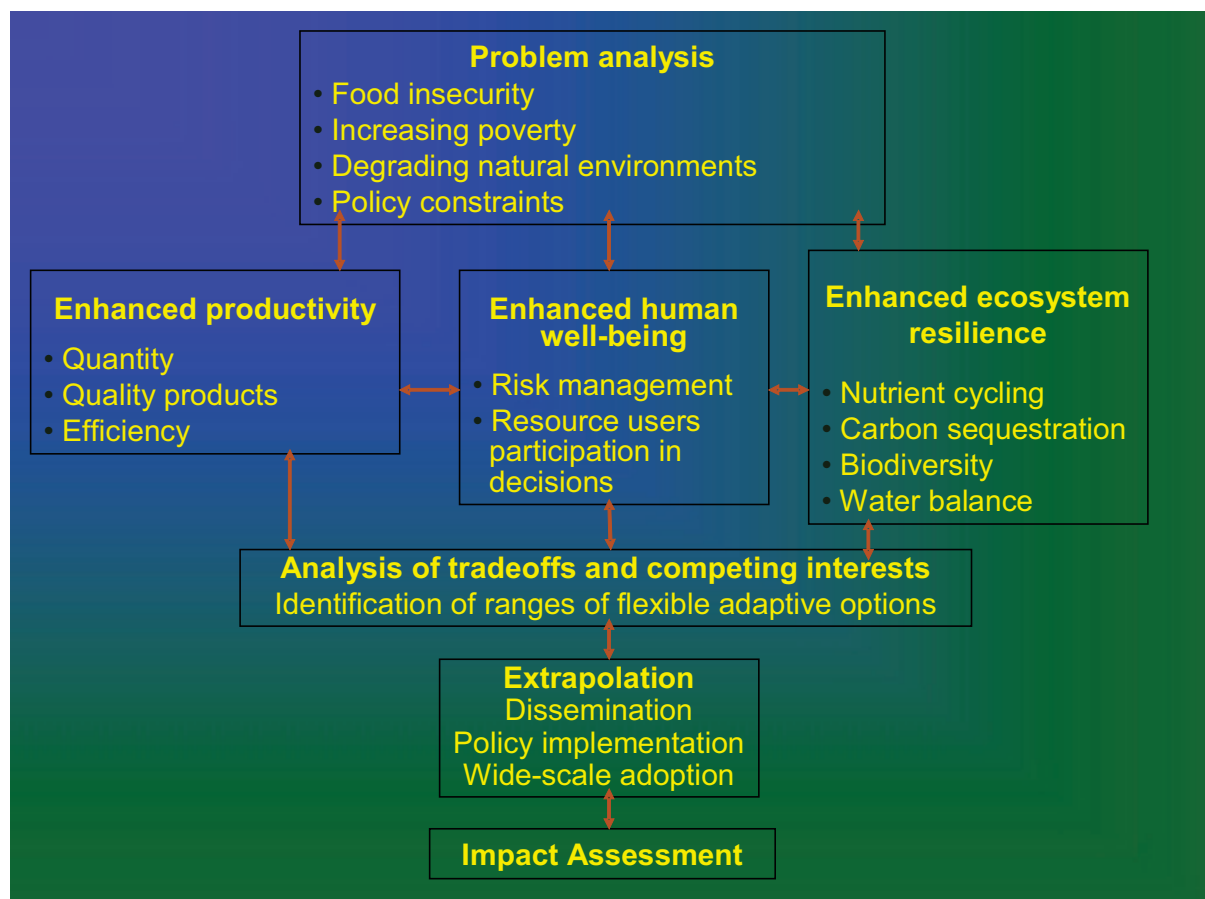 Problem analysis
• Food insecurity
• Increasing poverty
• Degrading natural environments
• Policy constraints
Enhanced productivity
• Quantity
• Quality products
• Efficiency
Enhanced human
well-being
• Risk management
• Resource users
participation in
decisions
Enhanced ecosystem
resilience
• Nutrient cycling
• Carbon sequestration
• Biodiversity
• Water balance
Analysis of tradeoffs and competing interests
Identification of ranges of flexible adaptive options
Extrapolation
Dissemination
Policy implementation
Wide-scale adoption
Impact Assessment